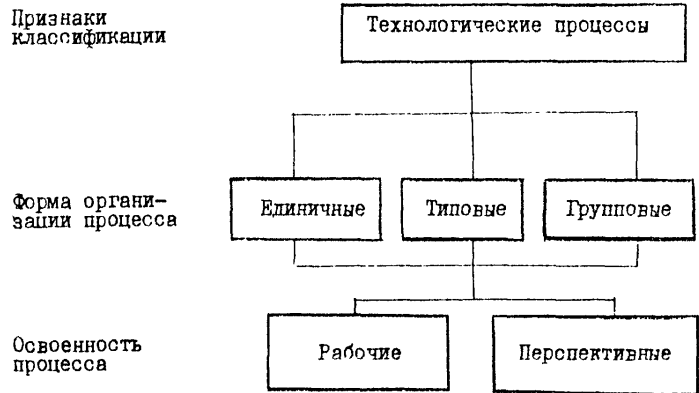 Признаки
классификации
Технологические процессы
Форма органи-
зации процесса
Единичные
Типовые
Групповые
Освоенность
процесса
Рабочие
Перспективные